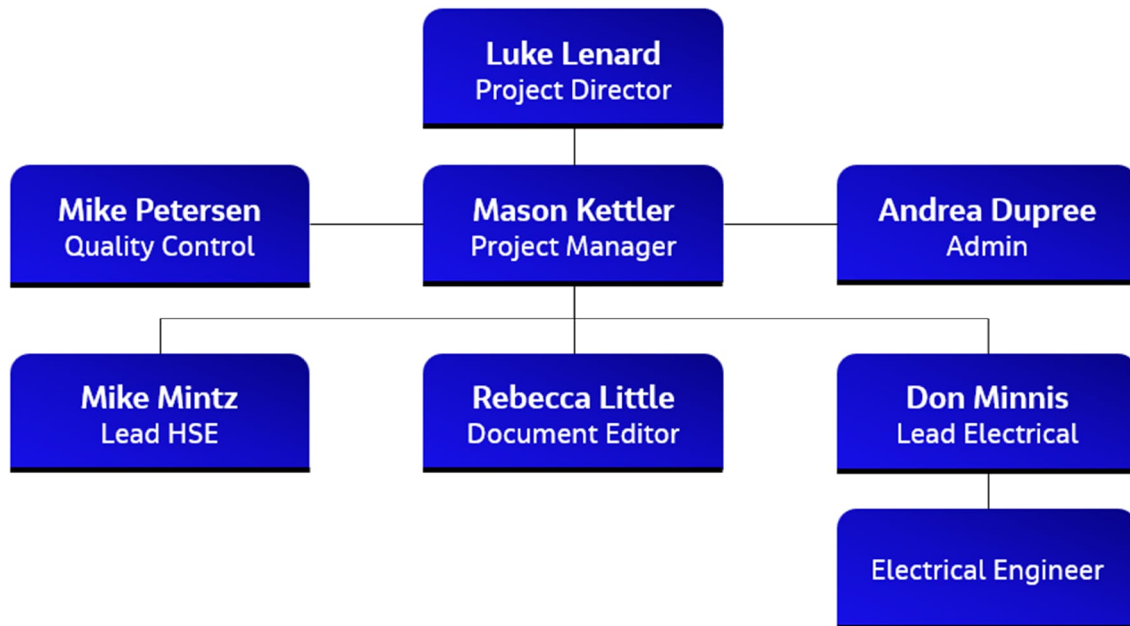 Luke Lenard
Project Director
Mike Petersen
Quality Control
Mason Kettler
Project Manager
Andrea Dupree
Admin
Mike Mintz
Lead HSE
Rebecca Little
Document Editor
Don Minnis
Lead Electrical
Electrical Engineer